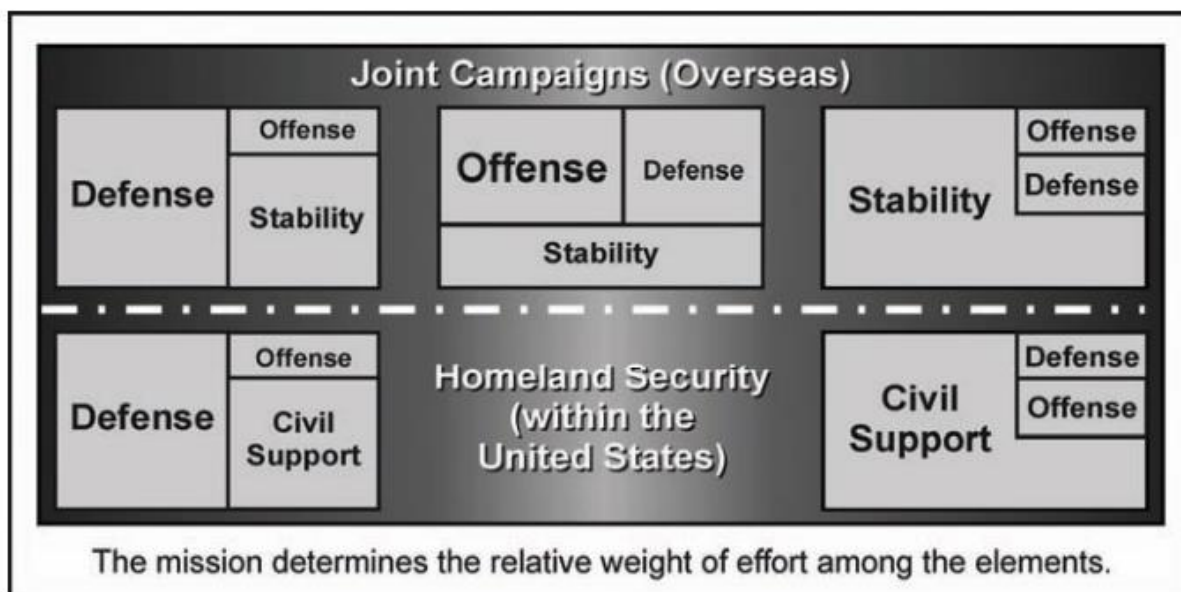 Joint Campaigns (Overseas)
Defense
Offense
Stability
Offense
Defense
Stability
Stability
Offense
Defense
Defense
Offense
Civil
Support
Homeland Security
(within the
United States)
Civil
Support
Defense
Offense
The mission determines the relative weight of effort among the elements.